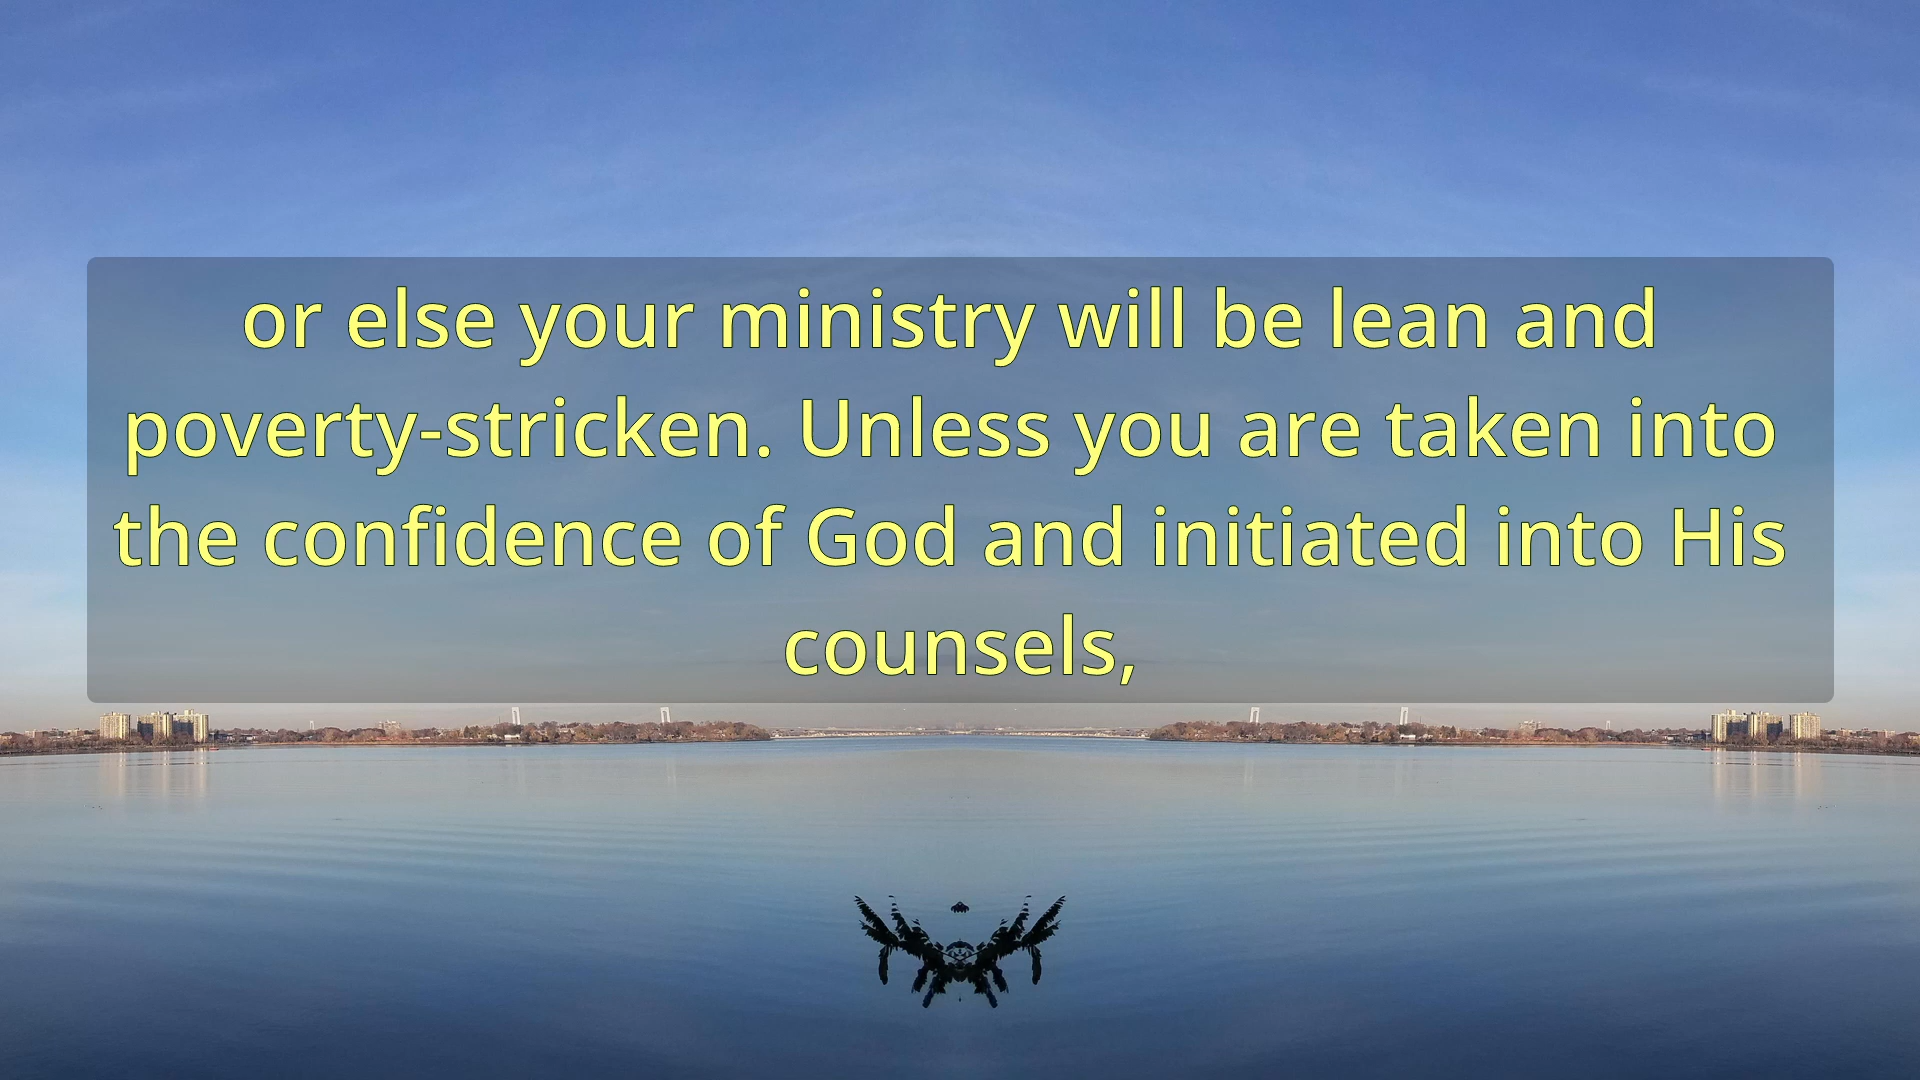 or else your ministry will be lean and
poverty-stricken. Unless you are taken into
the confidence of God and initiated into His
counsels,